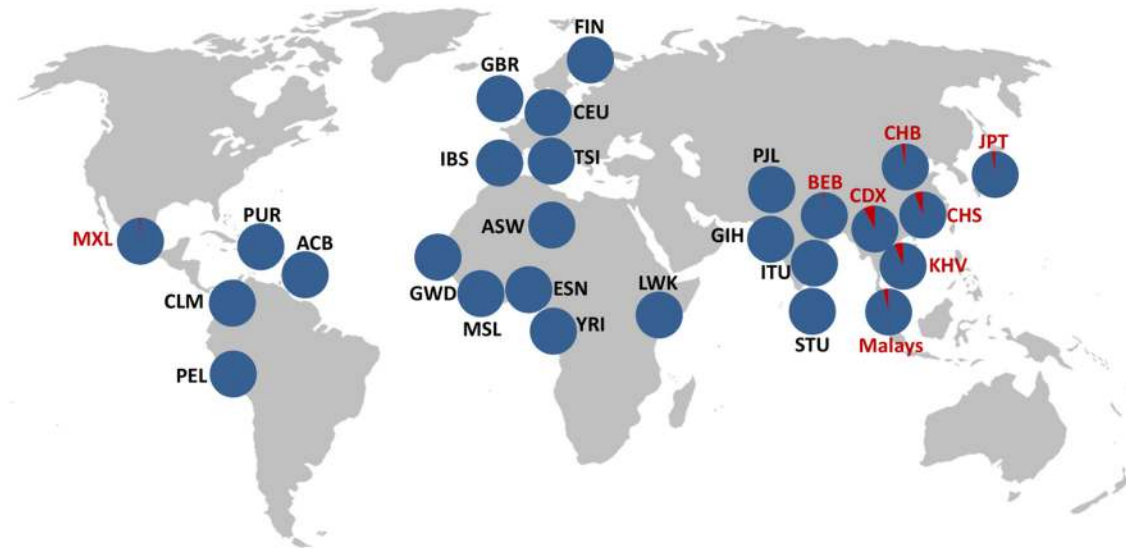 FIN
GBR
CEU
IBS
TSI
CHB
JPT
PJL
BEB
CDX
CHS
PUR
MXL
ACB
ASW
GIH
ITU
KHV
CLM
GWD
ESN
LWK
MSL
YRI
STU
Malays
PEL